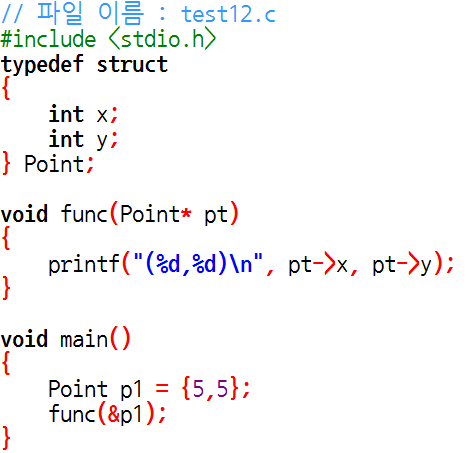 // 파일 이름 : test12.c
#include <stdio.h>
typedef struct
{
    int x;
    int y;
} Point;

void func(Point* pt)
{
    printf("(%d,%d)\n", pt->x, pt->y);
}

void main()
{
    Point p1 = {5,5};
    func(&p1);
}